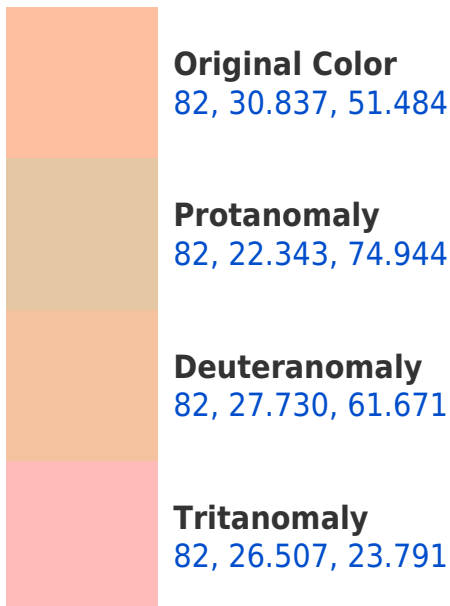 Original Color
82, 30.837, 51.484
Protanomaly
82, 22.343, 74.944
Deuteranomaly
82, 27.730, 61.671
Tritanomaly
82, 26.507, 23.791